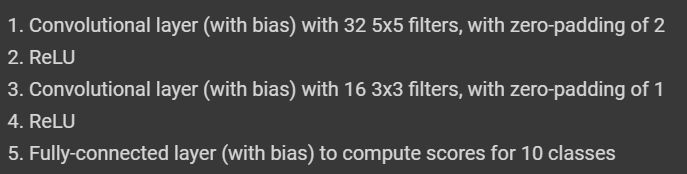 1. Convolutional layer (with bias) with 32 5x5 filters, with zero-padding of 2
2. ReLU
3. Convolutional layer (with bias) with 16 3x3 filters, with zero-padding of 1
4. ReLU
5. Fully-connected layer (with bias) to compute scores for 10 classes